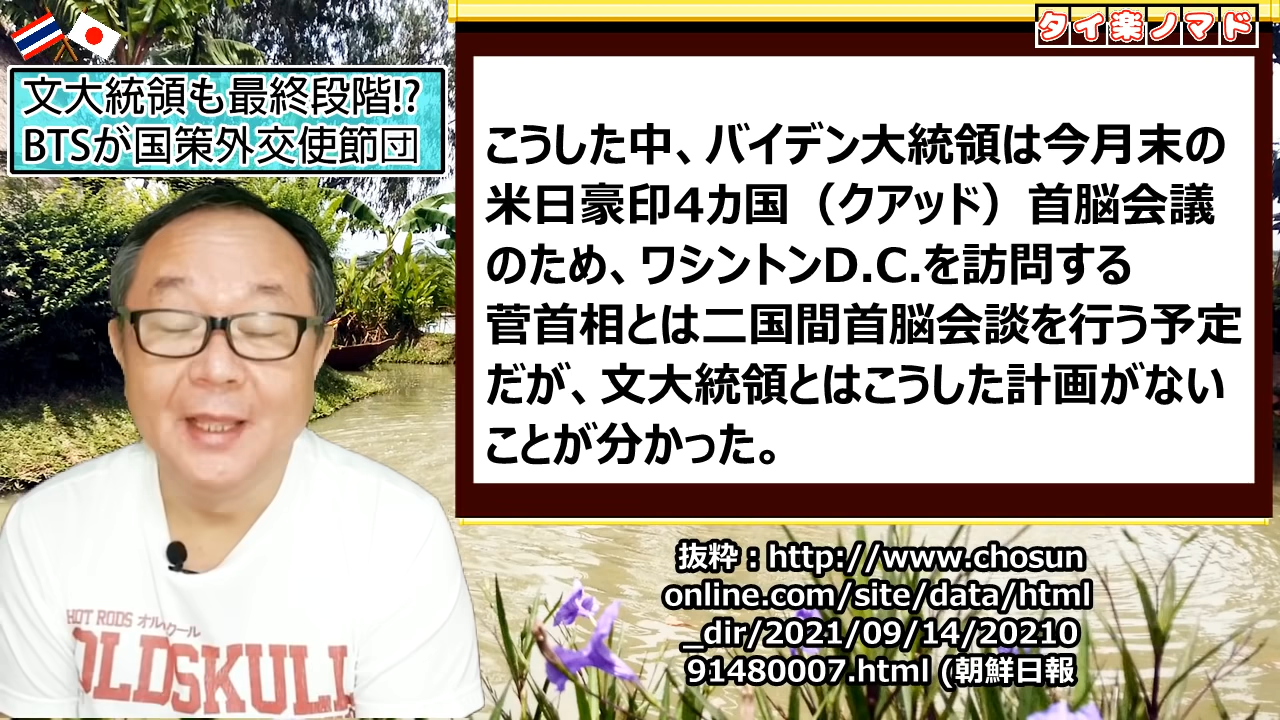 タイ楽ノマド
文大統領も最終段階!?
BTSが国策外交使節団
こうした中、バイデン大統領は今月末の
米日豪印4カ国（クアッド）首脳会議
のため、ワシントンD.C.を訪問する
菅首相とは二国間首脳会談を行う予定
だが、文大統領とはこうした計画がない
ことが分かった。
抜粋：http://www.chosun
online.com/site/data/html
_dir/2021/09/14/20210
91480007.html (朝鮮日報
HOT RODS オールドスクール
OLDSKULL